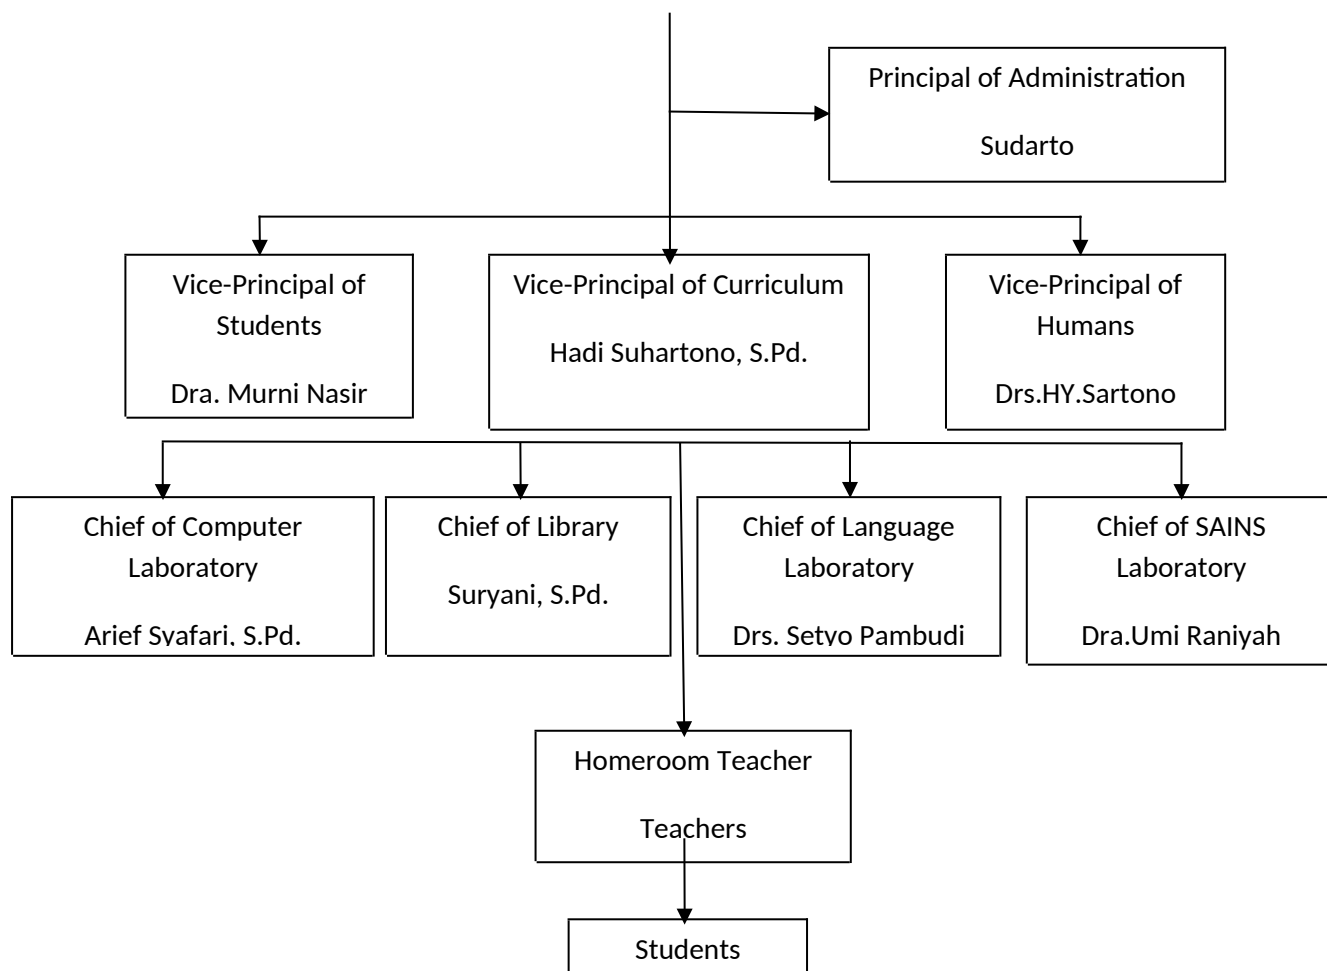 Principal of Administration
Sudarto
Vice-Principal of
Students
Dra. Murni Nasir
Vice-Principal of Curriculum
Hadi Suhartono, S.Pd.
Vice-Principal of
Humans
Drs.HY.Sartono
Chief of Computer
Laboratory
Arief Syafari, S.Pd.
Chief of Library
Suryani, S.Pd.
Chief of Language
Laboratory
Drs. Setyo Pambudi
Chief of SAINS
Laboratory
Dra.Umi Raniyah
Homeroom Teacher
Teachers
Students